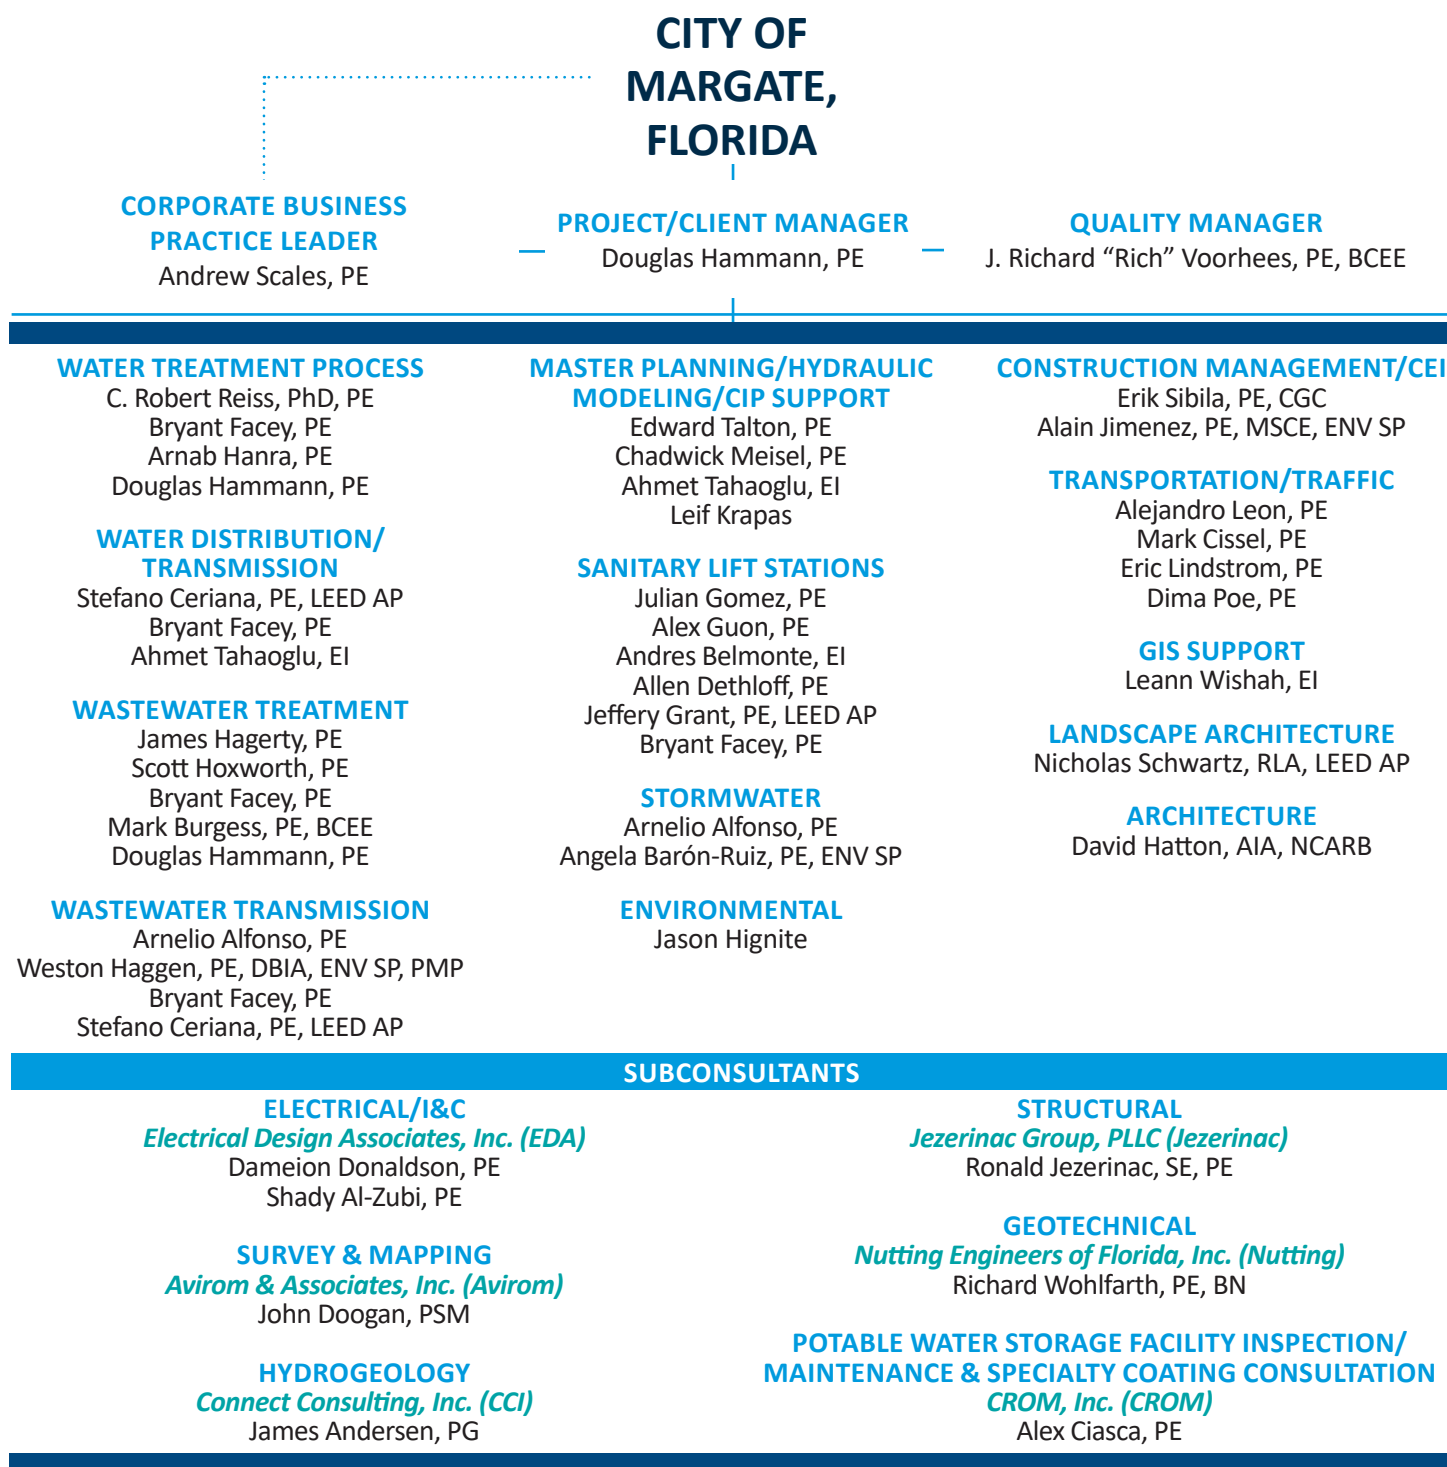 CITY OF
MARGATE,
FLORIDA
CORPORATE BUSINESS
PRACTICE LEADER
Andrew Scales, PE
PROJECT/CLIENT MANAGER
Douglas Hammann, PE
QUALITY MANAGER
J. Richard “Rich” Voorhees, PE, BCEE
WATER TREATMENT PROCESS
C. Robert Reiss, PhD, PE
Bryant Facey, PE
Arnab Hanra, PE
Douglas Hammann, PE
WATER DISTRIBUTION/
TRANSMISSION
Stefano Ceriana, PE, LEED AP
Bryant Facey, PE
Ahmet Tahaoglu, EI
WASTEWATER TREATMENT
James Hagerty, PE
Scott Hoxworth, PE
Bryant Facey, PE
Mark Burgess, PE, BCEE
Douglas Hammann, PE
WASTEWATER TRANSMISSION
Arnelio Alfonso, PE
Weston Haggen, PE, DBIA, ENV SP, PMP
Bryant Facey, PE
Stefano Ceriana, PE, LEED AP
MASTER PLANNING/HYDRAULIC
MODELING/CIP SUPPORT
Edward Talton, PE
Chadwick Meisel, PE
Ahmet Tahaoglu, EI
Leif Krapas
SANITARY LIFT STATIONS
Julian Gomez, PE
Alex Guon, PE
Andres Belmonte, EI
Allen Dethloff, PE
Jeffery Grant, PE, LEED AP
Bryant Facey, PE
STORMWATER
Arnelio Alfonso, PE
Angela Barón-Ruiz, PE, ENV SP
ENVIRONMENTAL
Jason Hignite
CONSTRUCTION MANAGEMENT/CEI
Erik Sibila, PE, CGC
Alain Jimenez, PE, MSCE, ENV SP
TRANSPORTATION/TRAFFIC
Alejandro Leon, PE
Mark Cissel, PE
Eric Lindstrom, PE
Dima Poe, PE
GIS SUPPORT
Leann Wishah, EI
LANDSCAPE ARCHITECTURE
Nicholas Schwartz, RLA, LEED AP
ARCHITECTURE
David Hatton, AIA, NCARB
SUBCONSULTANTS
ELECTRICAL/I&C
Electrical Design Associates, Inc. (EDA)
Dameion Donaldson, PE
Shady Al-Zubi, PE
SURVEY & MAPPING
Avirom & Associates, Inc. (Avirom)
John Doogan, PSM
HYDROGEOLOGY
Connect Consulting, Inc. (CCI)
James Andersen, PG
STRUCTURAL
Jezerinac Group, PLLC (Jezerinac)
Ronald Jezerinac, SE, PE
GEOTECHNICAL
Nutting Engineers of Florida, Inc. (Nutting)
Richard Wohlfarth, PE, BN
POTABLE WATER STORAGE FACILITY INSPECTION/
MAINTENANCE & SPECIALTY COATING CONSULTATION
CROM, Inc. (CROM)
Alex Ciasca, PE